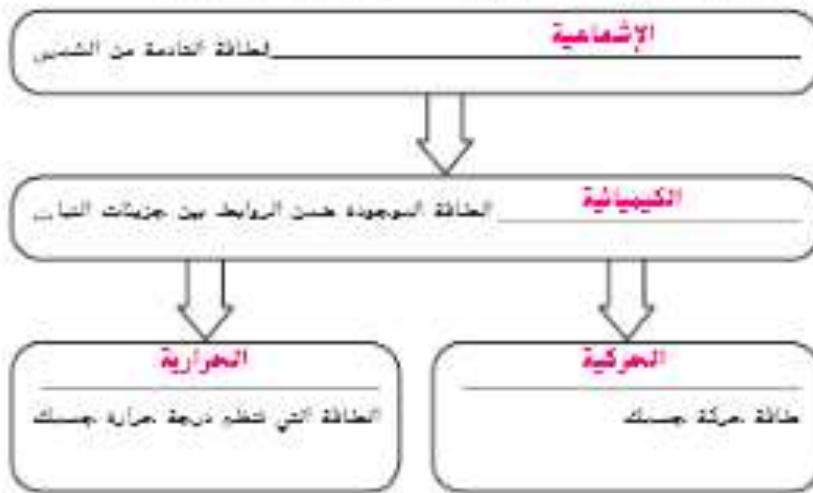 الإشعاعية الطاقة القادمة من الشمس
الكيميائية الطاقة الموجودة ضمن الروابط بين جزيئات النبات
الحركية
طاقة حركة جسمك
الحرارية
الطاقة التي تنظم درجة حرارة جسمك